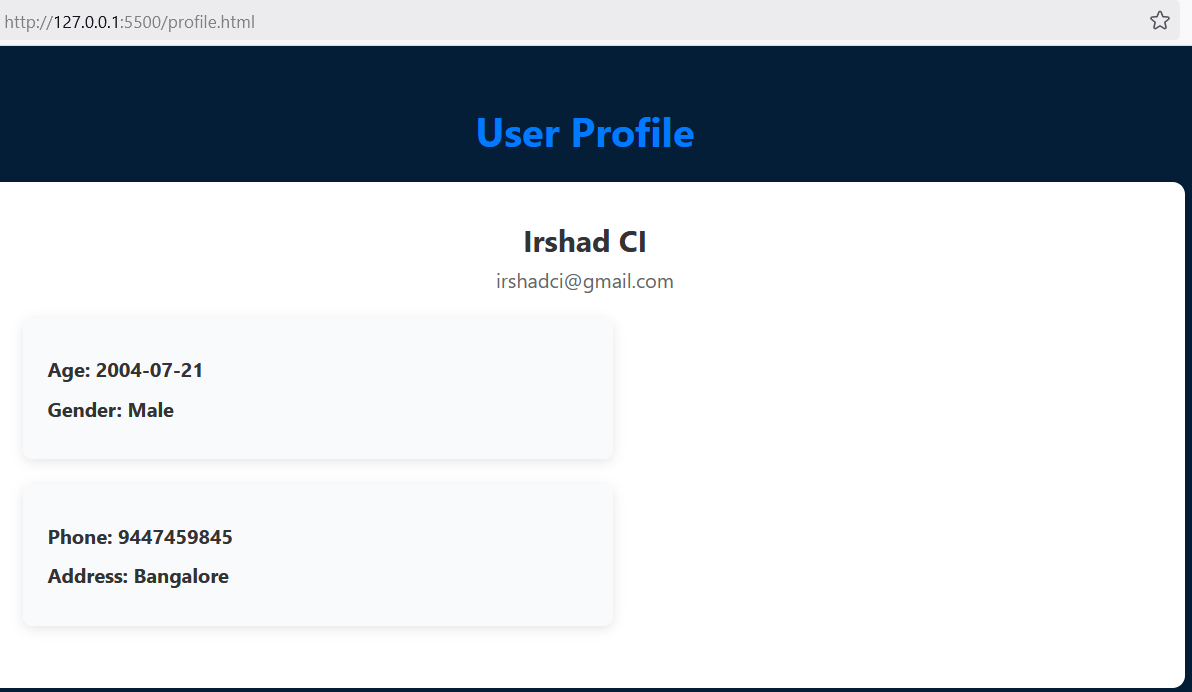 http://127.0.0.1:5500/profile.html
User Profile
Irshad CI
irshadci@gmail.com
Age: 2004-07-21
Gender: Male
Phone: 9447459845
Address: Bangalore